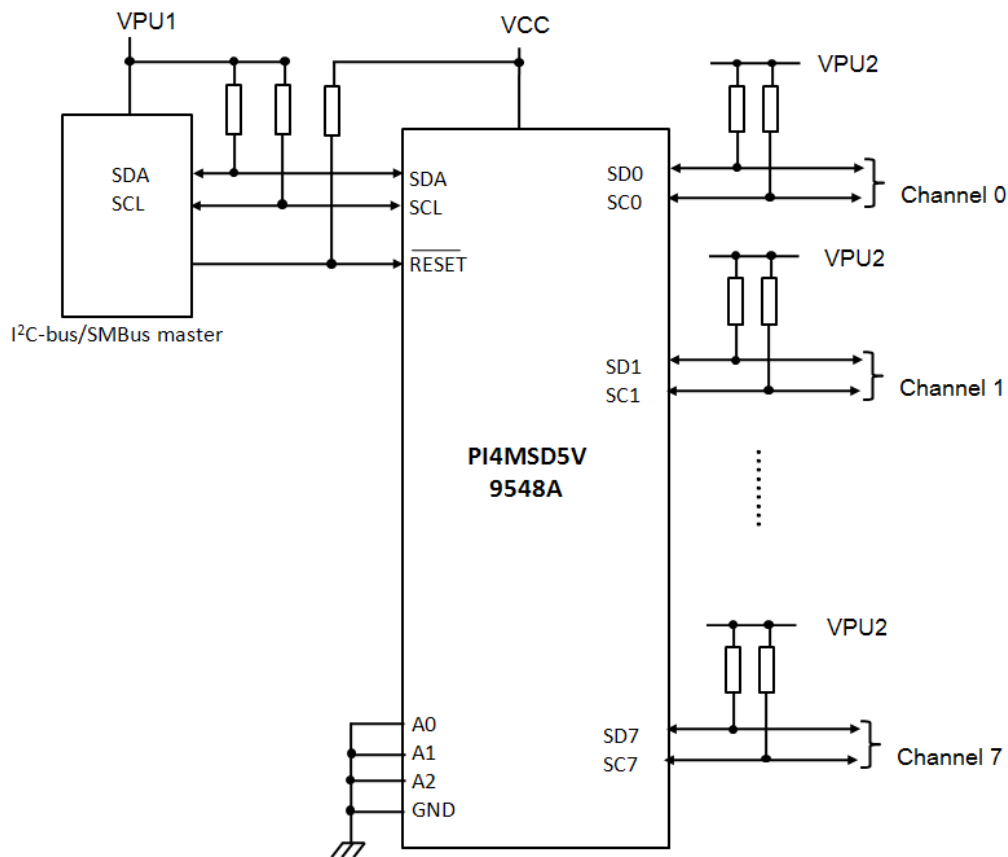 VPU1
VCC
VPU2
SDA
SCL
SDA
SCL
RESET
SD0
SC0
Channel 0
VPU2
I²C-bus/SMBus master
SD1
SC1
Channel 1
PI4MSD5V
9548A
VPU2
A0
A1
A2
GND
SD7
SC7
Channel 7